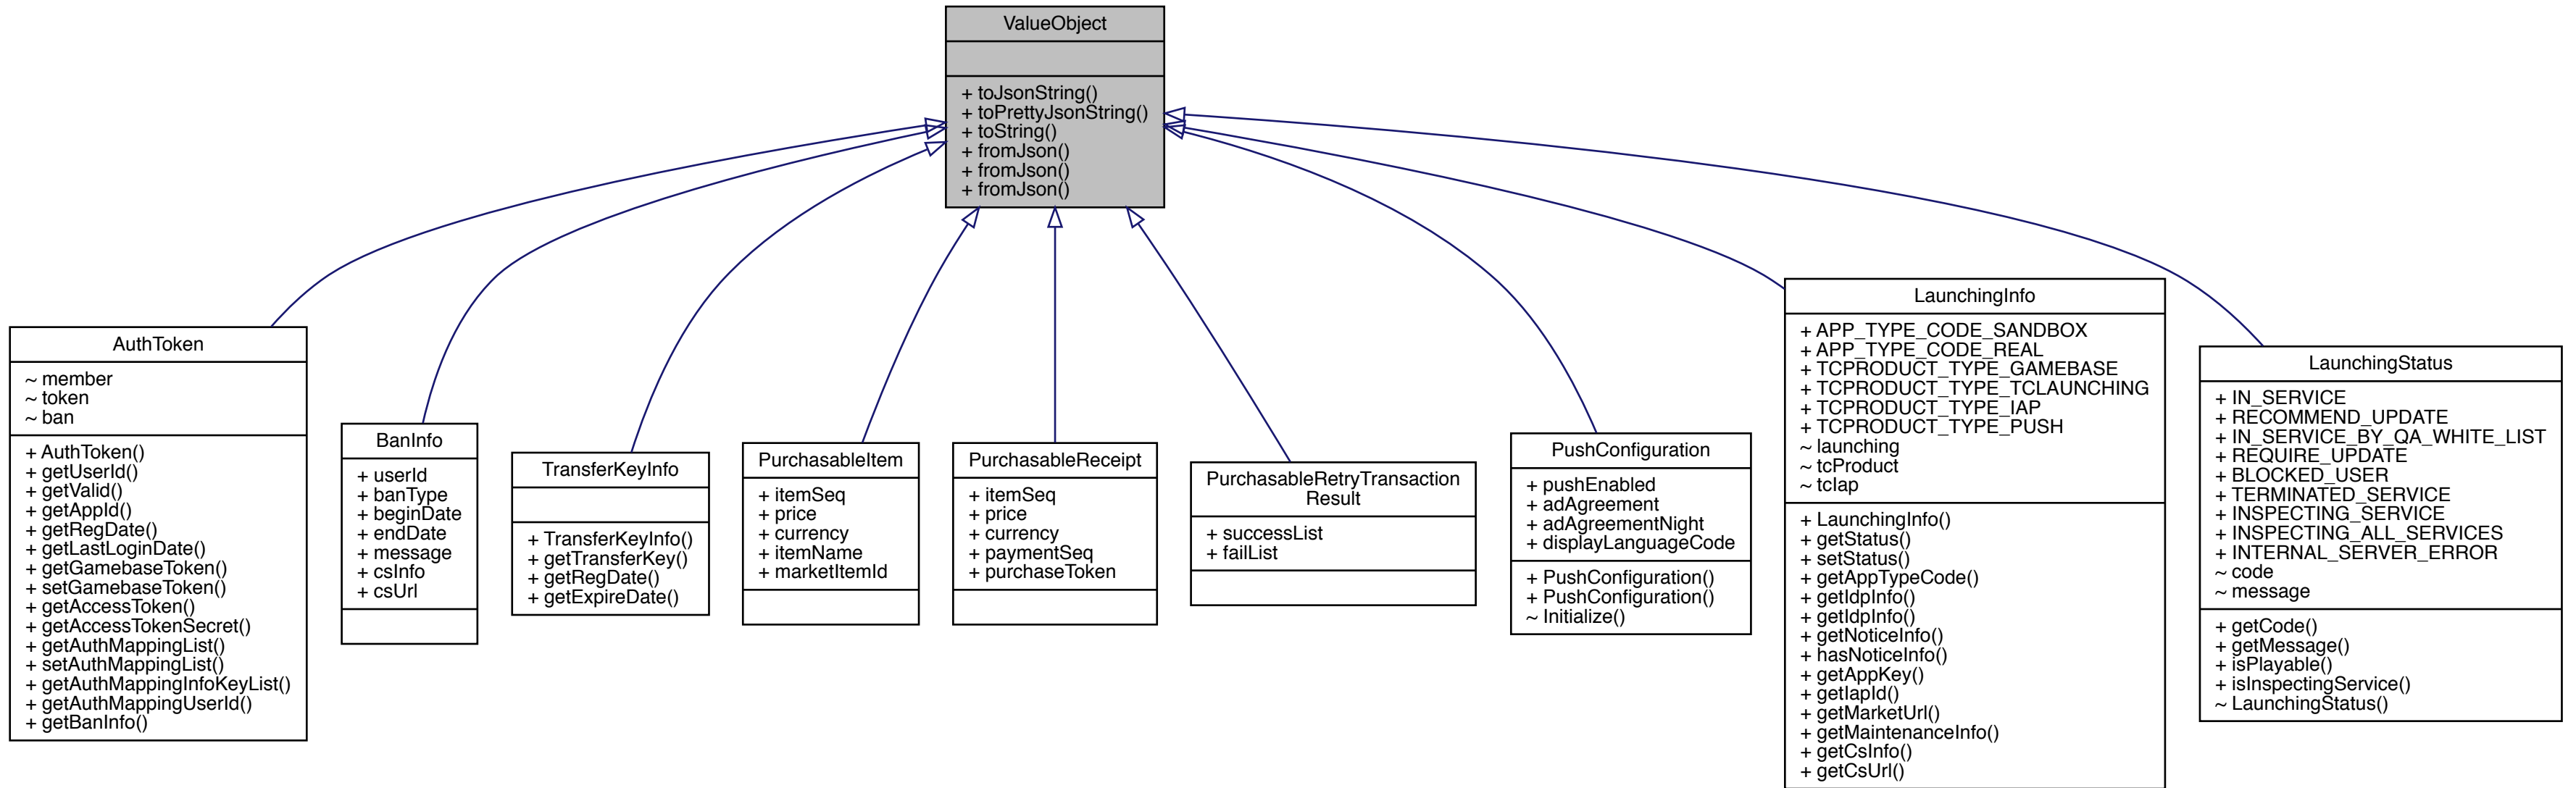 ValueObject
+ toJsonString()
+ toPrettyJsonString()
+ toString()
+ fromJson()
+ fromJson()
+ fromJson()
AuthToken
~ member
~ token
~ ban
+ AuthToken()
+ getUserId()
+ getValid()
+ getAppId()
+ getRegDate()
+ getLastLoginDate()
+ getGamebaseToken()
+ setGamebaseToken()
+ getAccessToken()
+ getAccessTokenSecret()
+ getAuthMappingList()
+ setAuthMappingList()
+ getAuthMappingInfoKeyList()
+ getAuthMappingUserId()
+ getBanInfo()
BanInfo
+ userId
+ banType
+ beginDate
+ endDate
+ message
+ csInfo
+ csUrl
TransferKeyInfo
+ TransferKeyInfo()
+ getTransferKey()
+ getRegDate()
+ getExpireDate()
PurchasableItem
+ itemSeq
+ price
+ currency
+ itemName
+ marketItemId
PurchasableReceipt
+ itemSeq
+ price
+ currency
+ paymentSeq
+ purchaseToken
PurchasableRetryTransaction
Result
+ successList
+ failList
PushConfiguration
+ pushEnabled
+ adAgreement
+ adAgreementNight
+ displayLanguageCode
+ PushConfiguration()
+ PushConfiguration()
~ Initialize()
LaunchingInfo
+ APP_TYPE_CODE_SANDBOX
+ APP_TYPE_CODE_REAL
+ TCPRODUCT_TYPE_GAMEBASE
+ TCPRODUCT_TYPE_TCLAUNCHING
+ TCPRODUCT_TYPE_IAP
+ TCPRODUCT_TYPE_PUSH
~ launching
~ tcProduct
~ tcIap
+ LaunchingInfo()
+ getStatus()
+ setStatus()
+ getAppTypeCode()
+ getIdpInfo()
+ getIdpInfo()
+ getNoticeInfo()
+ hasNoticeInfo()
+ getAppKey()
+ getIapId()
+ getMarketUrl()
+ getMaintenanceInfo()
+ getCsInfo()
+ getCsUrl()
LaunchingStatus
+ IN_SERVICE
+ RECOMMEND_UPDATE
+ IN_SERVICE_BY_QA_WHITE_LIST
+ REQUIRE_UPDATE
+ BLOCKED_USER
+ TERMINATED_SERVICE
+ INSPECTING_SERVICE
+ INSPECTING_ALL_SERVICES
+ INTERNAL_SERVER_ERROR
~ code
~ message
+ getCode()
+ getMessage()
+ isPlayable()
+ isInspectingService()
~ LaunchingStatus()